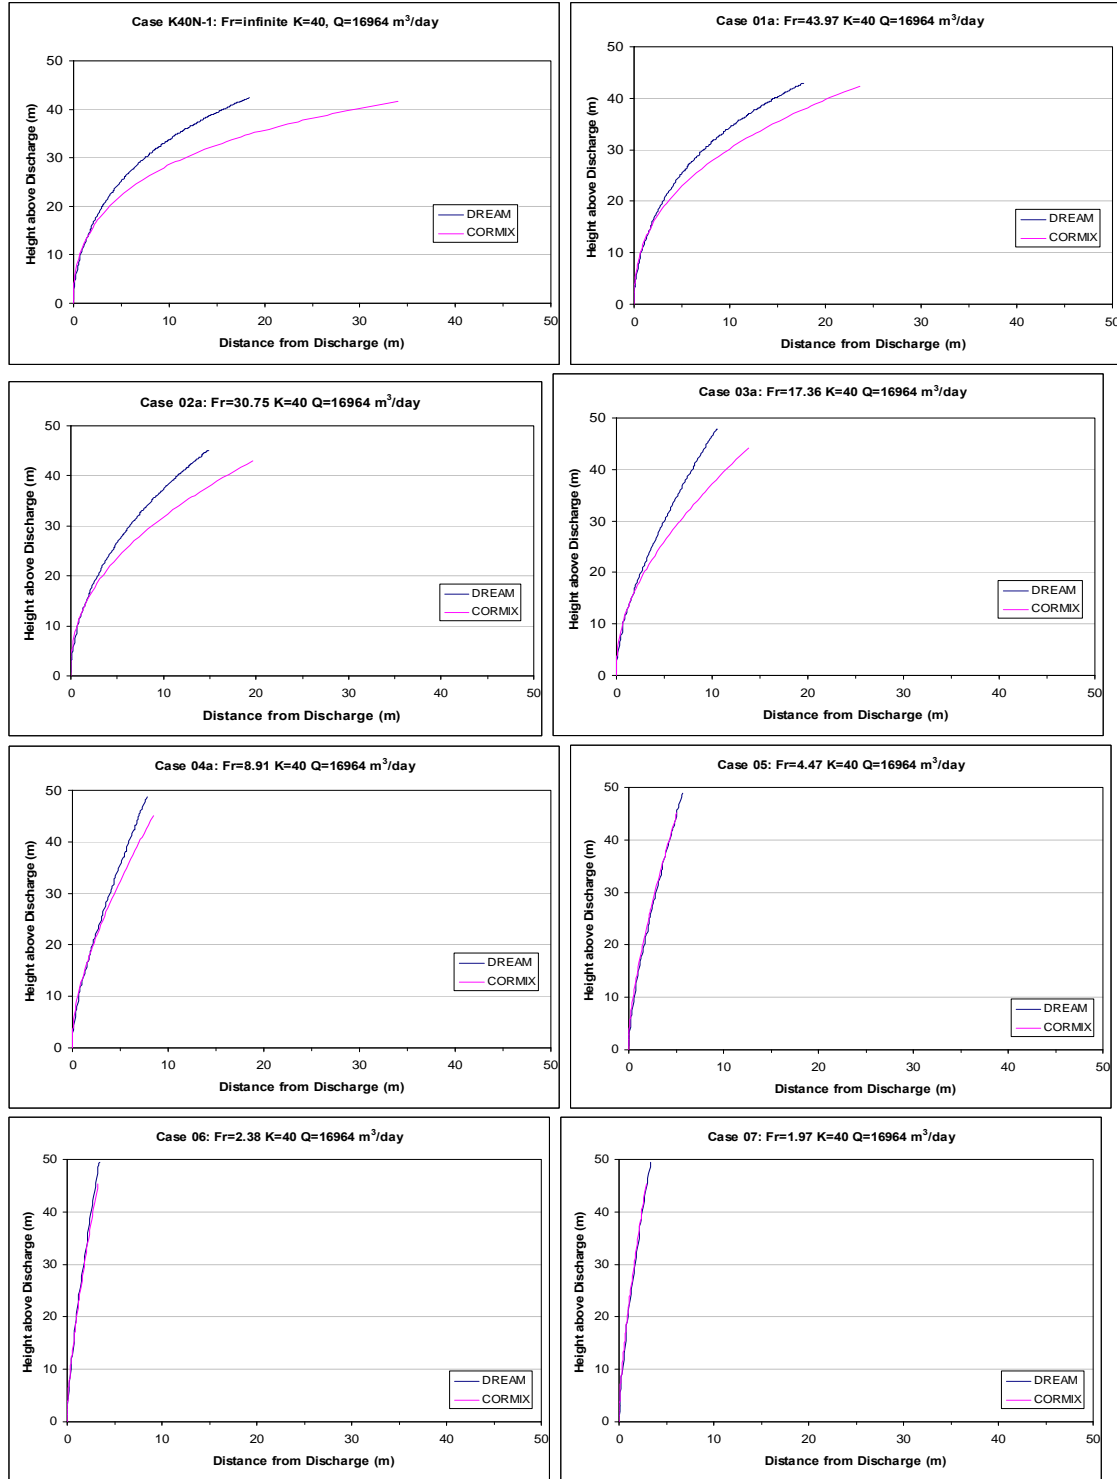 Case K40N-1: Fr=infinite K=40, Q=16964 m³/day
Height above Discharge (m)
50
40
30
20
10
0
DREAM
CORMIX
0 10 20 30 40 50
Distance from Discharge (m)
Case 01a: Fr=43.97 K=40 Q=16964 m³/day
Height above Discharge (m)
50
40
30
20
10
0
DREAM
CORMIX
0 10 20 30 40 50
Distance from Discharge (m)
Case 02a: Fr=30.75 K=40 Q=16964 m³/day
Height above Discharge (m)
50
40
30
20
10
0
DREAM
CORMIX
0 10 20 30 40 50
Distance from Discharge (m)
Case 03a: Fr=17.36 K=40 Q=16964 m³/day
Height above Discharge (m)
50
40
30
20
10
0
DREAM
CORMIX
0 10 20 30 40 50
Distance from Discharge (m)
Case 04a: Fr=8.91 K=40 Q=16964 m³/day
Height above Discharge (m)
50
40
30
20
10
0
DREAM
CORMIX
0 10 20 30 40 50
Distance from Discharge (m)
Case 05: Fr=4.47 K=40 Q=16964 m³/day
Height above Discharge (m)
50
40
30
20
10
0
DREAM
CORMIX
0 10 20 30 40 50
Distance from Discharge (m)
Case 06: Fr=2.38 K=40 Q=16964 m³/day
Height above Discharge (m)
50
40
30
20
10
0
DREAM
CORMIX
0 10 20 30 40 50
Distance from Discharge (m)
Case 07: Fr=1.97 K=40 Q=16964 m³/day
Height above Discharge (m)
50
40
30
20
10
0
DREAM
CORMIX
0 10 20 30 40 50
Distance from Discharge (m)